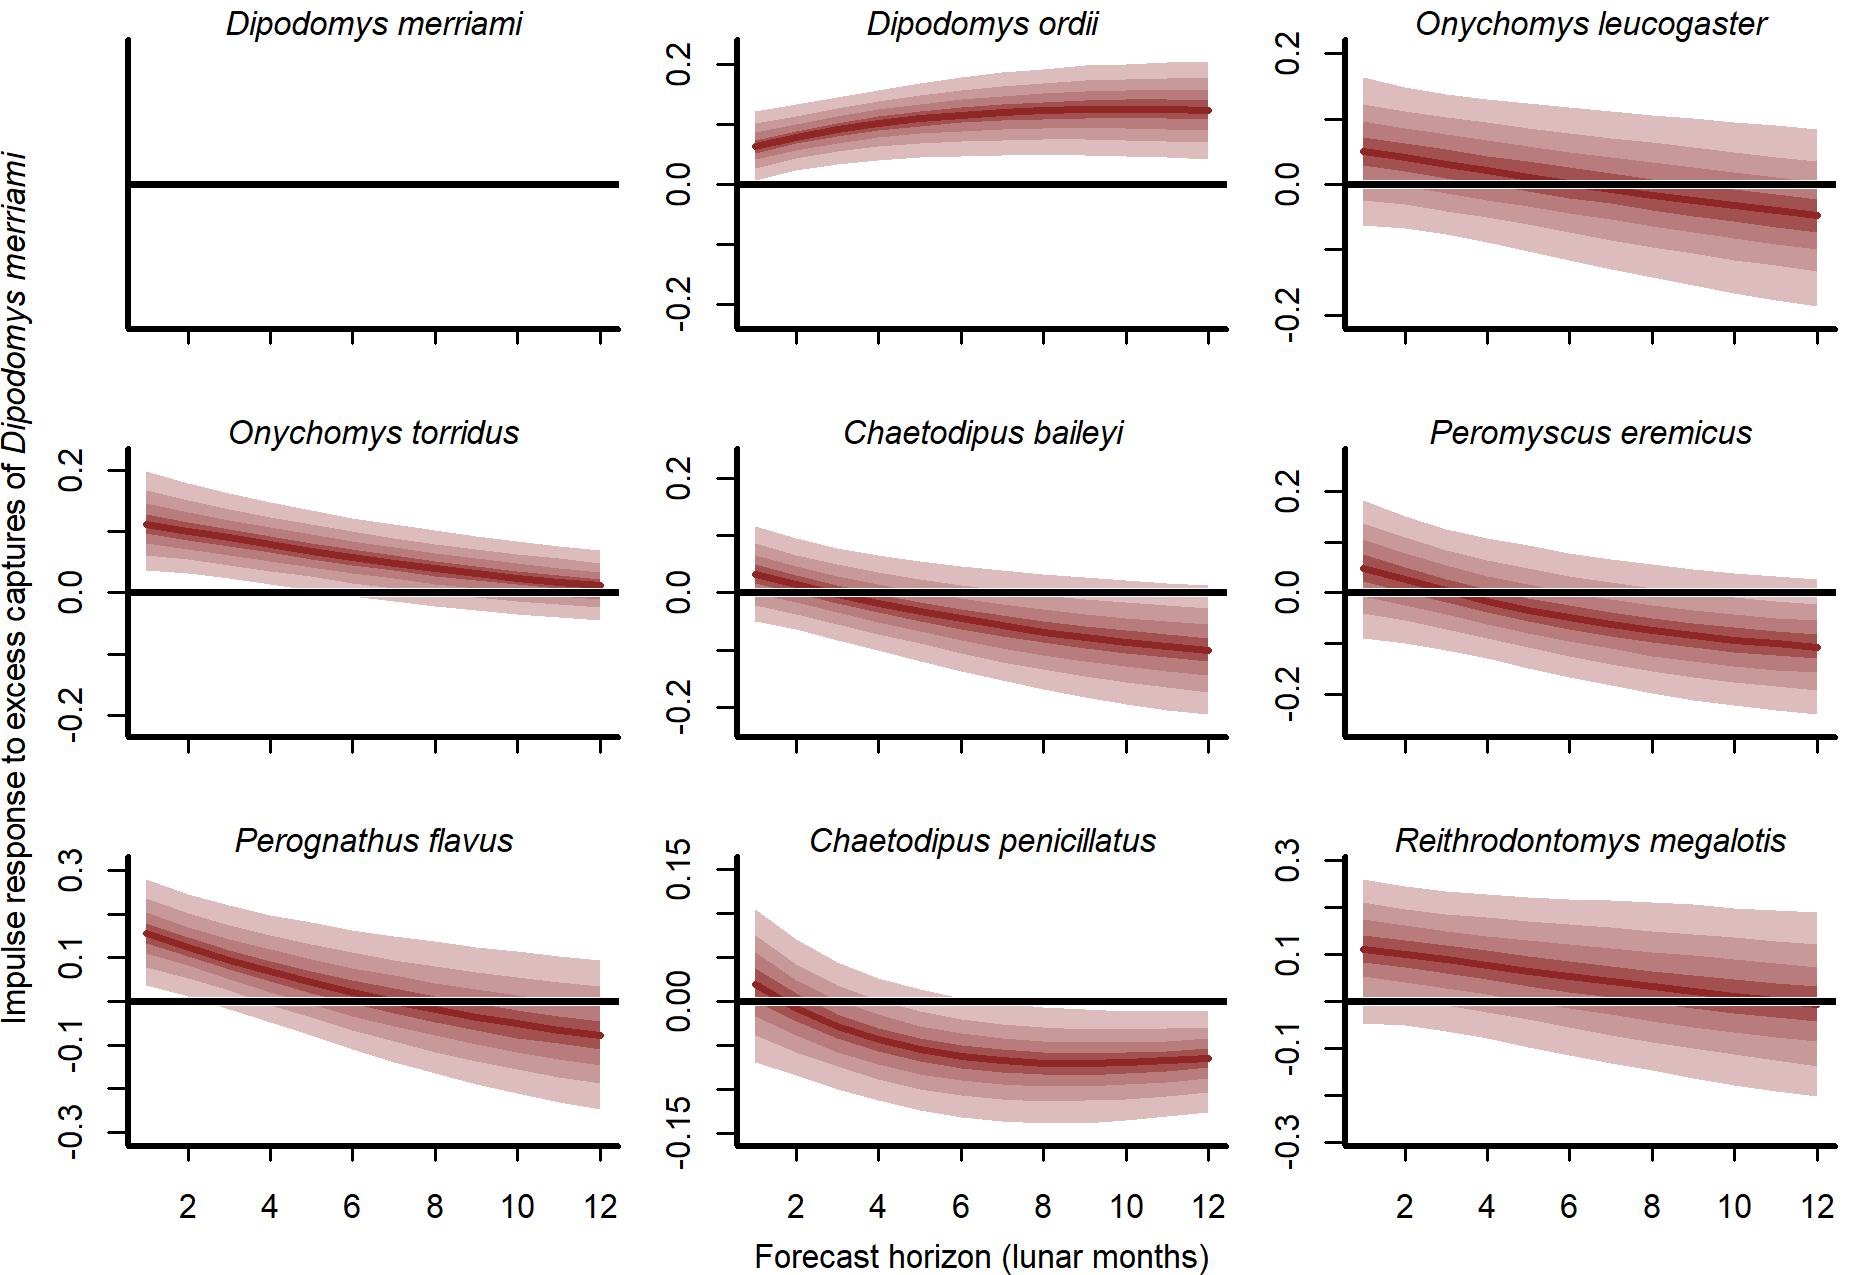 Impulse response to excess captures of Dipodomys merriami
Dipodomys merriami
Dipodomys ordii
0.2
0.0
-0.2
Onychomys leucogaster
0.2
0.0
-0.2
Onychomys torridus
0.2
0.0
-0.2
Chaetodipus baileyi
0.2
0.0
-0.2
Peromyscus eremicus
0.2
0.0
-0.2
Perognathus flavus
0.3
0.1
-0.1
-0.3
2 4 6 8 10 12
Chaetodipus penicillatus
0.15
0.00
-0.15
2 4 6 8 10 12
Reithrodontomys megalotis
0.3
0.1
-0.1
-0.3
2 4 6 8 10 12
Forecast horizon (lunar months)